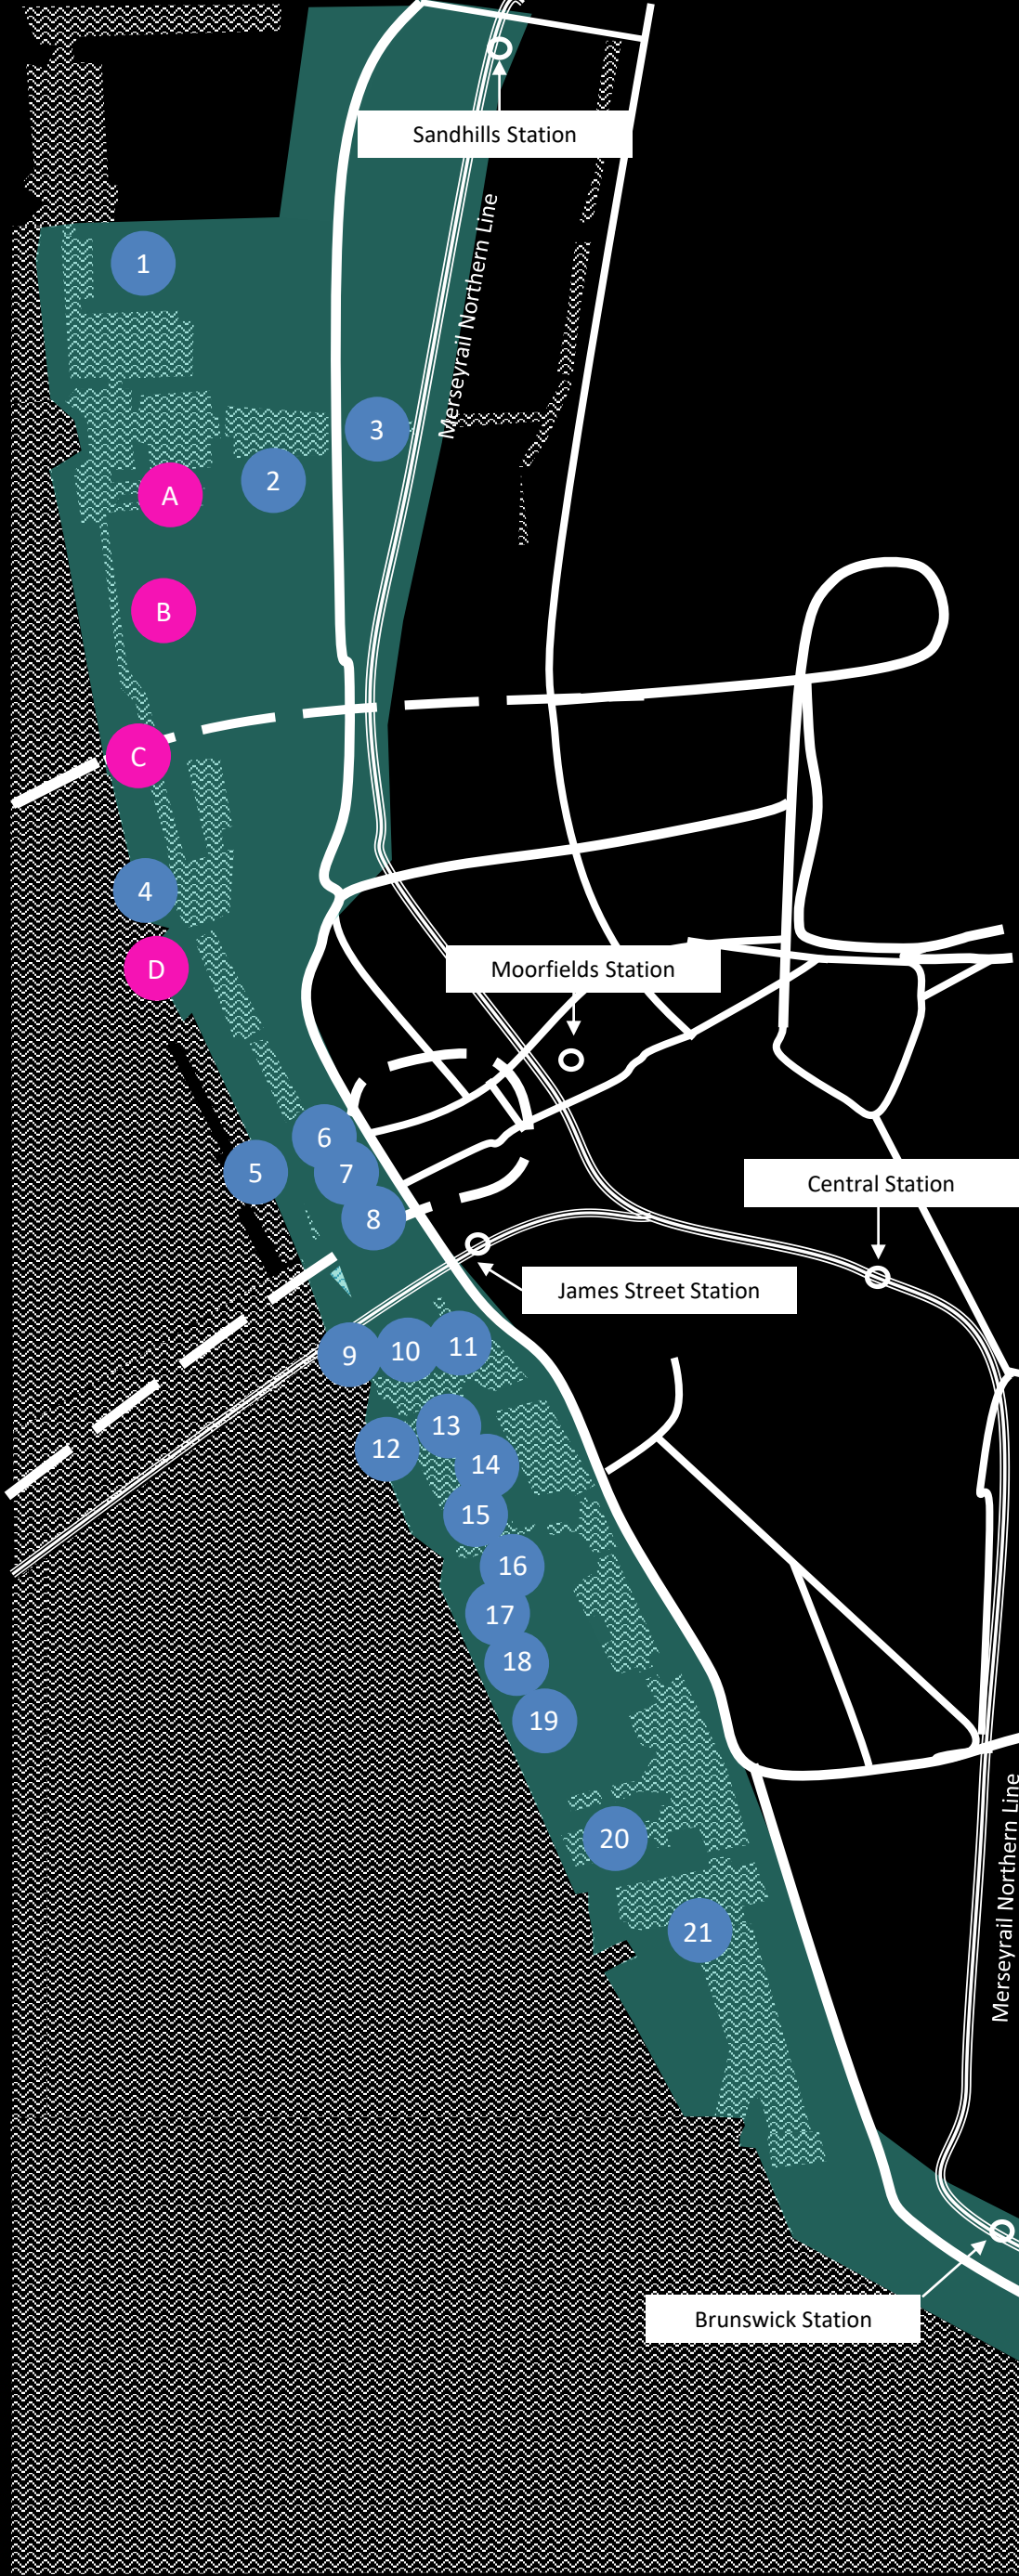 Sandhills Station
Merseyrail Northern Line
1
3
2
A
B
C
4
D
Moorfields Station
6
5
7
8
Central Station
James Street Station
9
10
11
12
13
14
15
16
17
18
19
20
Merseyrail Northern Line
21
Brunswick Station